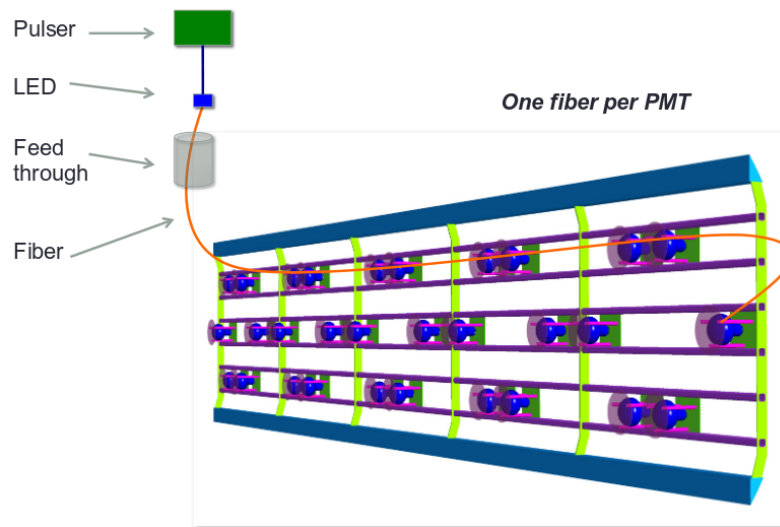 Pulser
LED
One fiber per PMT
Feed
through
Fiber